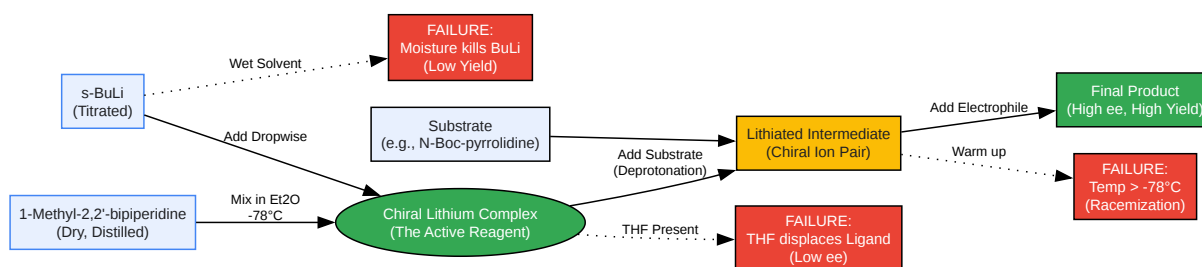 FAILURE:
Moisture kills BuLi
(Low Yield)
Wet Solvent
s-BuLi
(Titrated)
Add Dropwise
Substrate
(e.g., N-Boc-pyrrolidine)
Lithiated Intermediate
(Chiral Ion Pair)
Add Electrophile
Final Product
(High ee, High Yield)
Add Substrate
(Deprotonation)
Warm up
FAILURE:
Temp > -78°C
(Racemization)
1-Methyl-2,2'-bipiperidine
(Dry, Distilled)
Mix in Et2O
-78°C
Chiral Lithium Complex
(The Active Reagent)
THF Present
FAILURE:
THF displaces Ligand
(Low ee)